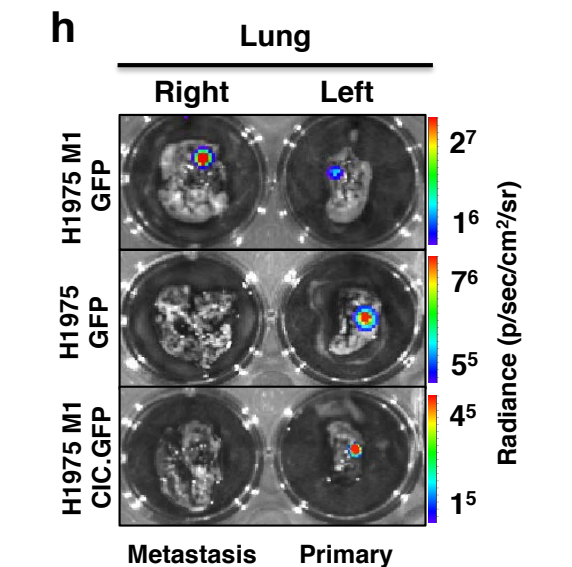 h
Lung
Right Left
H1975 M1
GFP
2⁷
1⁶
H1975
GFP
7⁶
5⁵
H1975 M1
CIC.GFP
4⁵
1⁵
Radiance (p/sec/cm²/sr)
Metastasis Primary